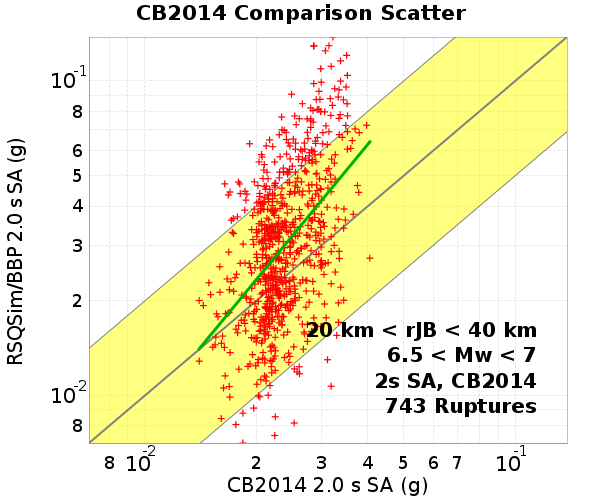 CB2014 Comparison Scatter
RSQSim/BBP 2.0 s SA (g)
10-1
8
6
5
4
3
2
10-2
8
20 km < rJB < 40 km
6.5 < Mw < 7
2s SA, CB2014
743 Ruptures
8 10-2 2 3 4 5 6 7 10-1
CB2014 2.0 s SA (g)